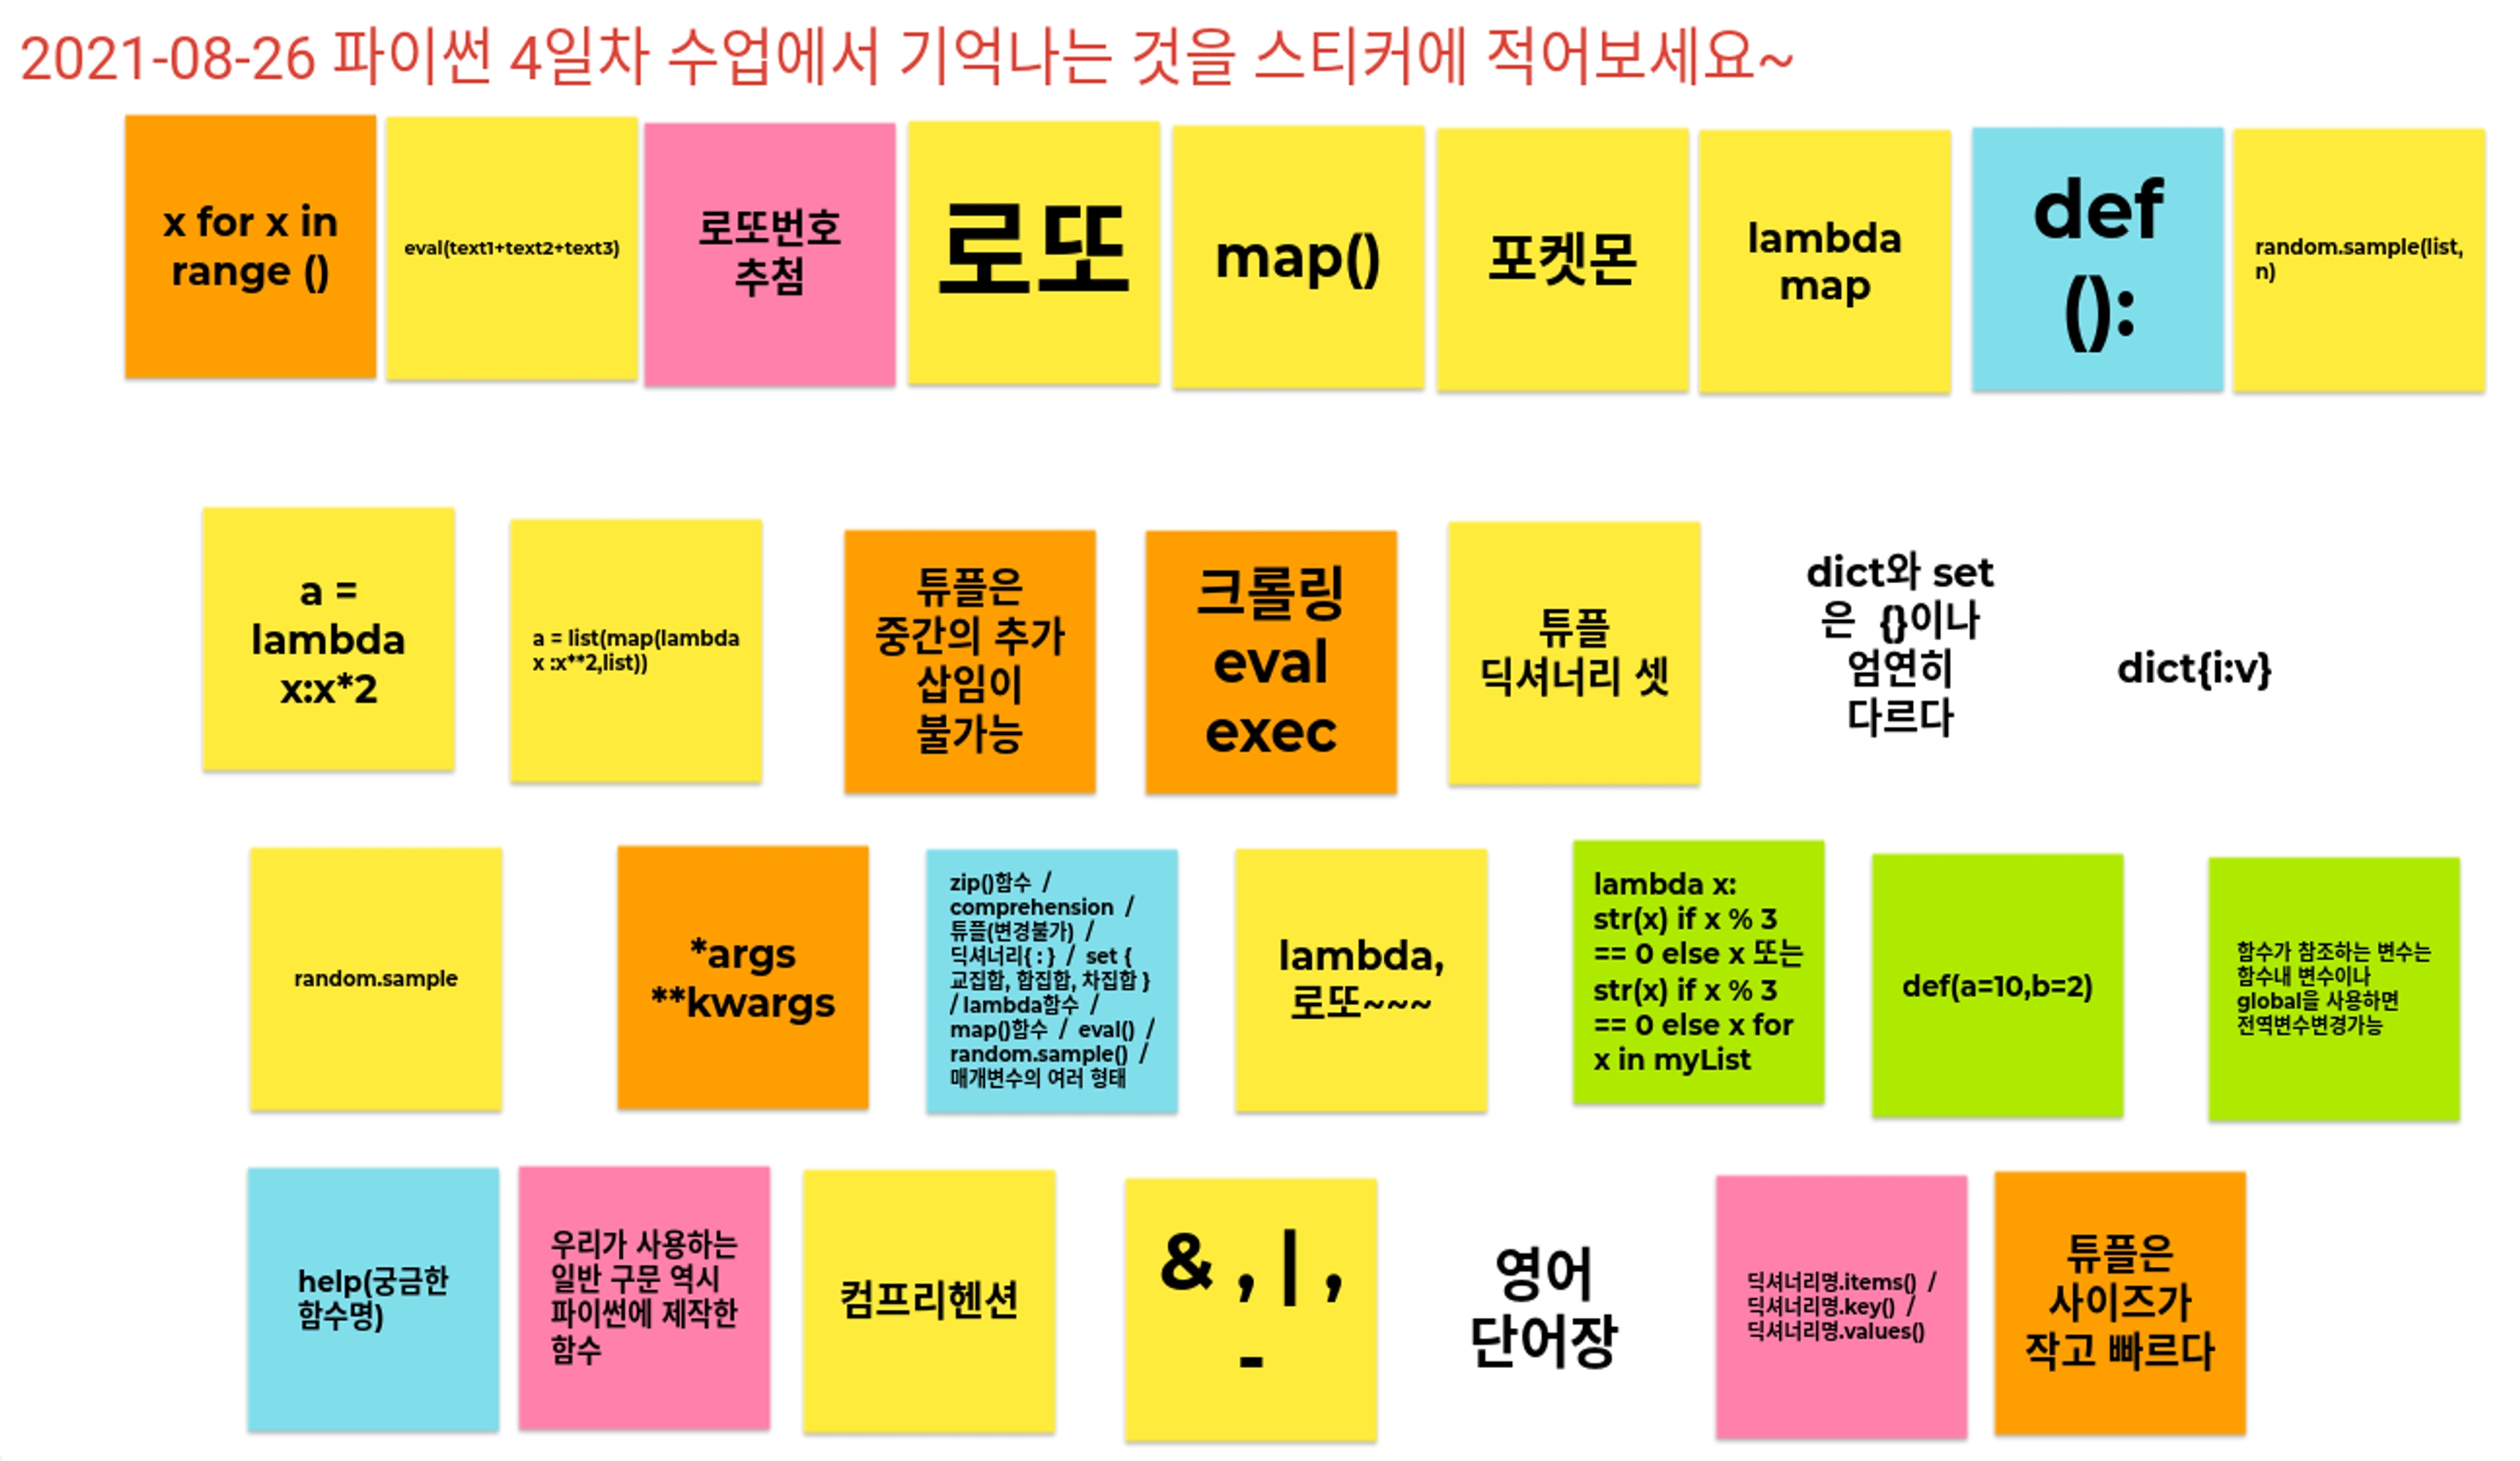 2021-08-26 파이썬 4일차 수업에서 기억나는 것을 스티커에 적어보세요~
x for x in
range ()
eval(text1+text2+text3)
로또번호
추첨
로또
map()
포켓몬
lambda
map
def
():
random.sample(list,
n)
a =
lambda
x:x*2
a = list(map(lambda
x :x**2,list))
튜플은
중간의 추가
삽입이
불가능
크롤링
eval
exec
튜플
딕셔너리 셋
dict와 set
은 {}이나
엄연히
다르다
dict{i:v}
random.sample
*args
**kwargs
zip()함수 /
comprehension /
튜플(변경불가) /
딕셔너리{ : } / set {
교집합, 합집합, 차집합 }
/ lambda함수 /
map()함수 / eval() /
random.sample() /
매개변수의 여러 형태
lambda,
로또~~~
lambda x:
str(x) if x % 3
== 0 else x 또는
str(x) if x % 3
== 0 else x for
x in myList
def(a=10,b=2)
함수가 참조하는 변수는
함수내 변수이나
global을 사용하면
전역변수변경가능
help(궁금한
함수명)
우리가 사용하는
일반 구문 역시
파이썬에 제작한
함수
컴프리헨션
& , | ,
-
영어
단어장
딕셔너리명.items() /
딕셔너리명.key() /
딕셔너리명.values()
튜플은
사이즈가
작고 빠르다